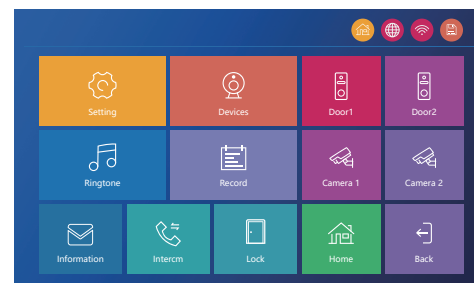 Setting
Devices
Door1
Door2
Ringtone
Record
Camera 1
Camera 2
Information
Intercm
Lock
Home
Back